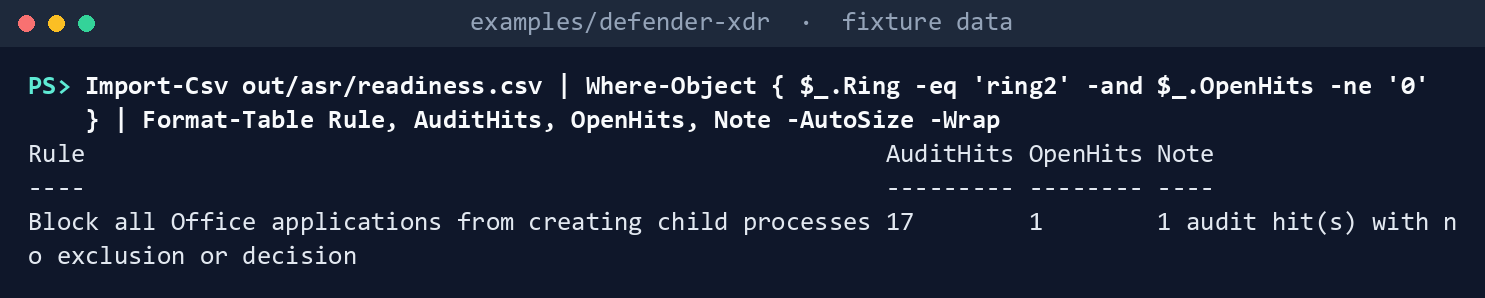 examples/defender-xdr · fixture data
PS> Import-Csv out/asr/readiness.csv | Where-Object { $_.Ring -eq 'ring2' -and $_.OpenHits -ne '0'
} | Format-Table Rule, AuditHits, OpenHits, Note -AutoSize -Wrap
Rule AuditHits OpenHits Note
---- --------- -------- ----
Block all Office applications from creating child processes 17 1 1 audit hit(s) with n
o exclusion or decision